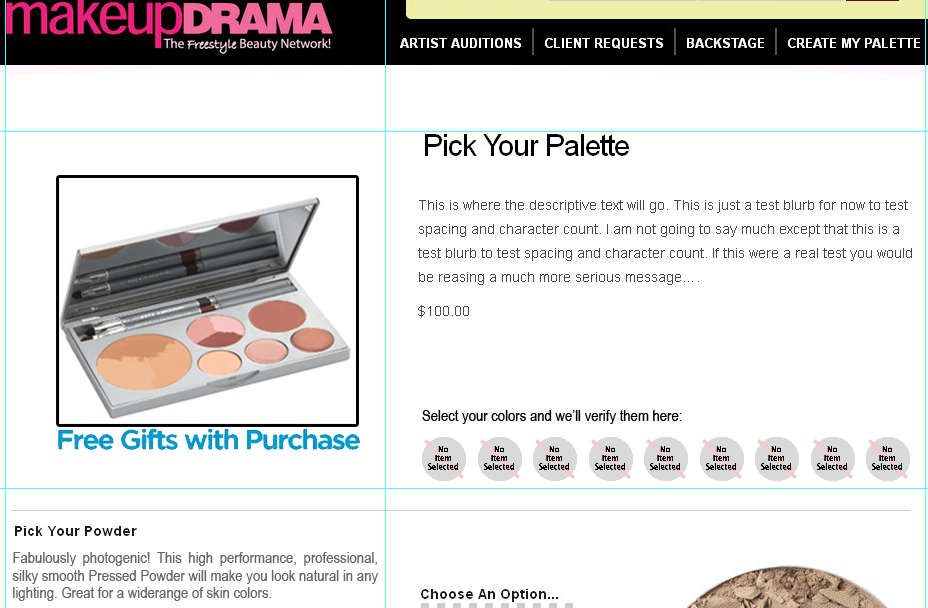 makeupDRAMA
The Freestyle Beauty Network!
ARTIST AUDITIONS
CLIENT REQUESTS
BACKSTAGE
CREATE MY PALETTE
Pick Your Palette
This is where the descriptive text will go. This is just a test blurb for now to test
spacing and character count. I am not going to say much except that this is a
test blurb to test spacing and character count. If this were a real test you would
be reasing a much more serious message....
$100.00
Free Gifts with Purchase
Select your colors and we'll verify them here:
No
Item
Selected
No
Item
Selected
No
Item
Selected
No
Item
Selected
No
Item
Selected
No
Item
Selected
No
Item
Selected
No
Item
Selected
No
Item
Selected
Pick Your Powder
Fabulously photogenic! This high performance, professional,
silky smooth Pressed Powder will make you look natural in any
lighting. Great for a widerange of skin colors.
Choose An Option...